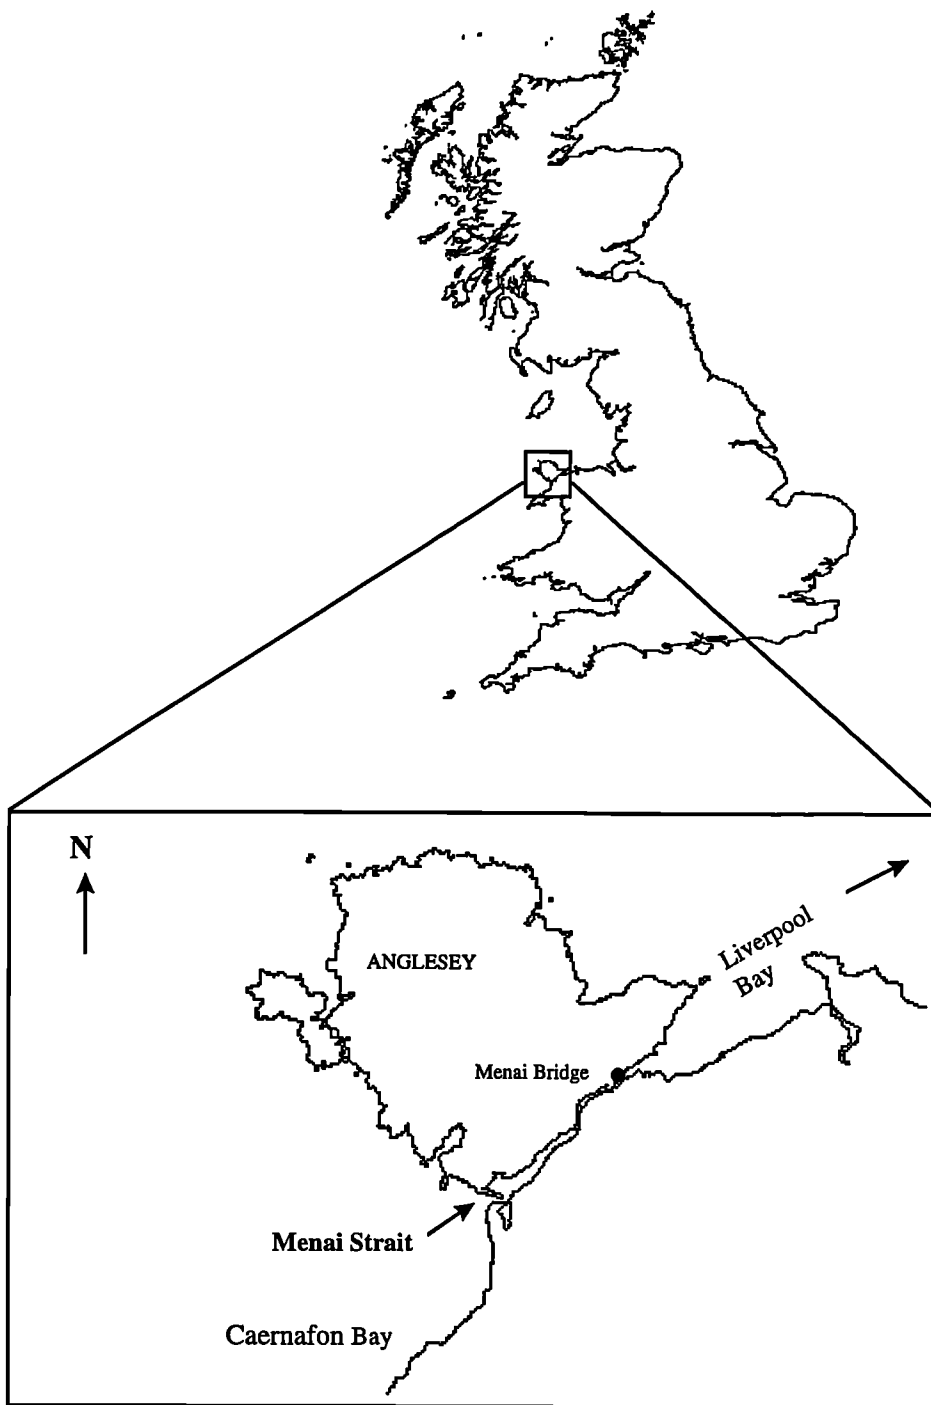 N
ANGLESEY
Liverpool
Bay
Menai Bridge
Menai Strait
Caernafon Bay